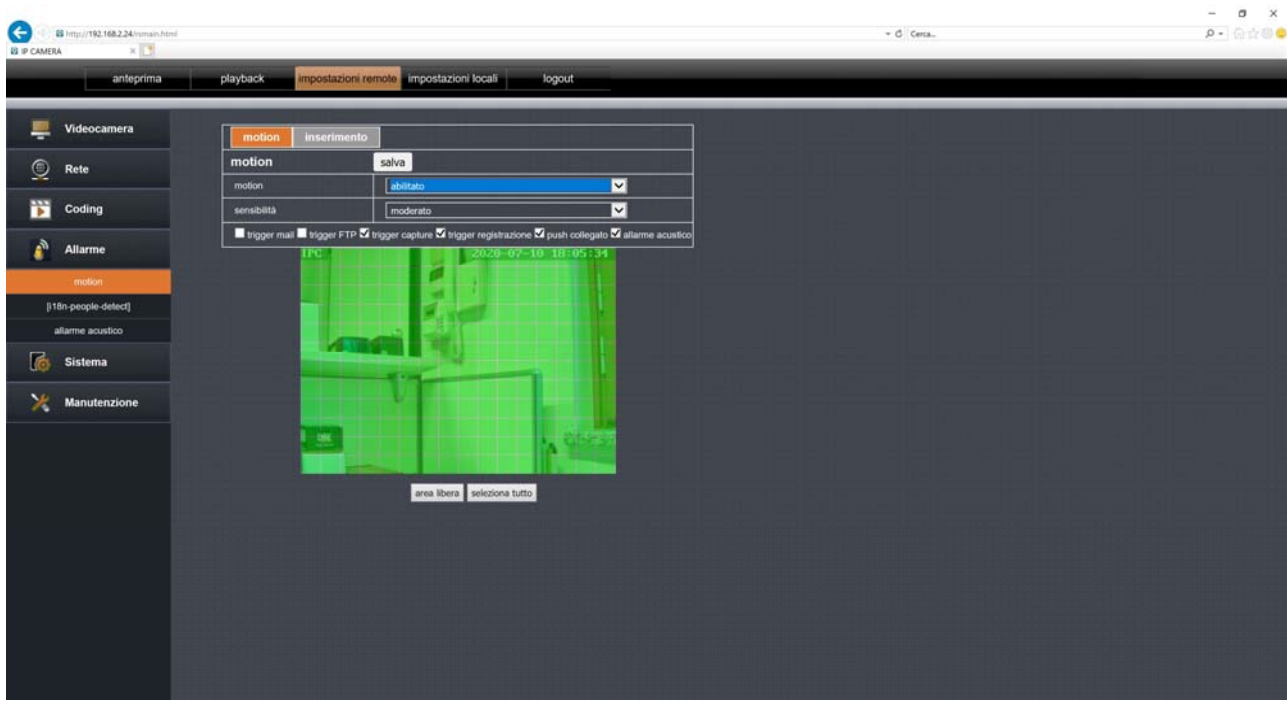 http://192.168.2.24/rsmain.html
Cerca...
IP CAMERA
anteprima playback impostazioni remote impostazioni locali logout
Videocamera
Rete
Coding
Allarme
motion
[i18n-people-detect]
allarme acustico
Sistema
Manutenzione
motion inserimento
motion salva
motion abilitato
sensibilità moderato
trigger mail trigger FTP trigger capture trigger registrazione push collegato allarme acustico
IPC 2020-07-10 18:05:34
area libera seleziona tutto